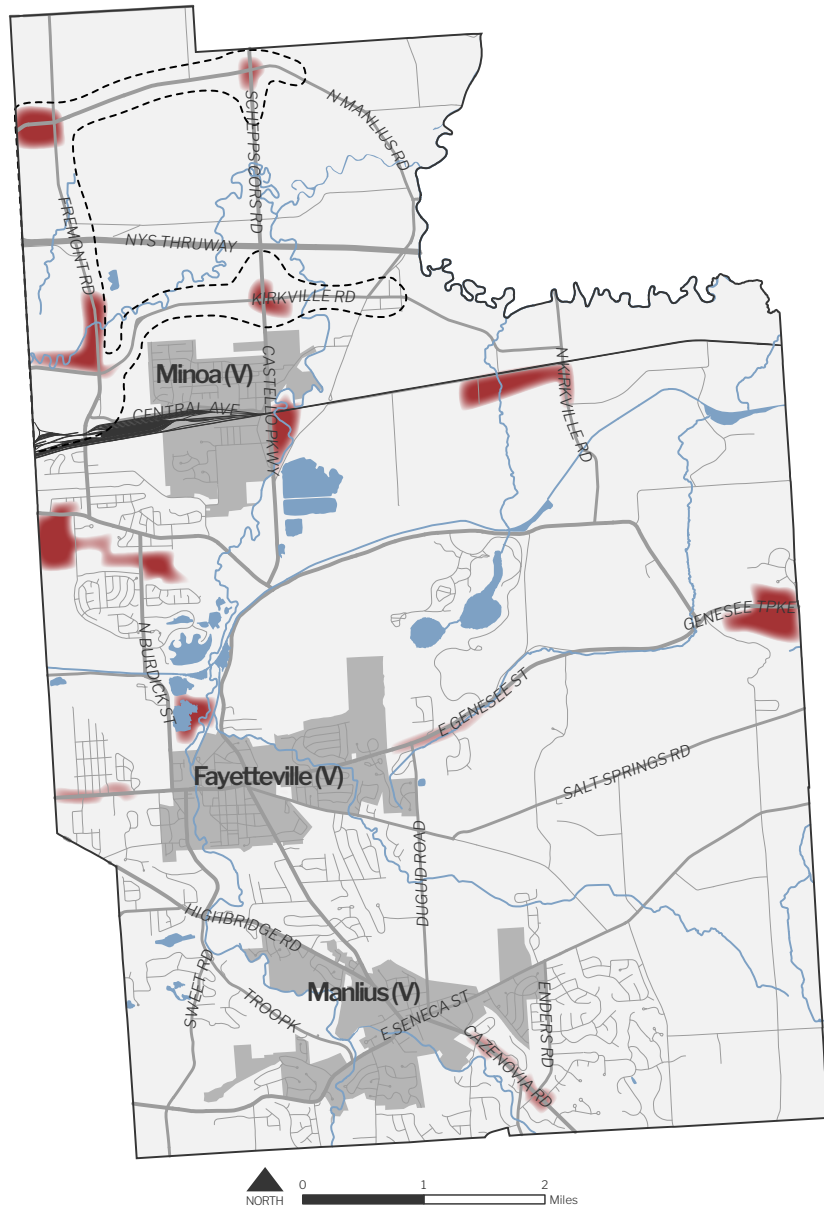 N MANLIUS RD
SCHEPPS CORS RD
FREMONT RD
NYS THRUWAY
KIRKVILLE RD
Minoa (V)
CASTELLO PKWY
N KIRKVILLE RD
CENTRAL AVE
GENESEE TPKE
N BURDICK ST
E GENESEE ST
Fayetteville (V)
SALT SPRINGS RD
DUGUID ROAD
HIGHBRIDGE RD
SWEET RD
Manlius (V)
TROOP K
E SENECA ST
ENDERS RD
CAZENOVIA RD
NORTH
0 1 2
Miles